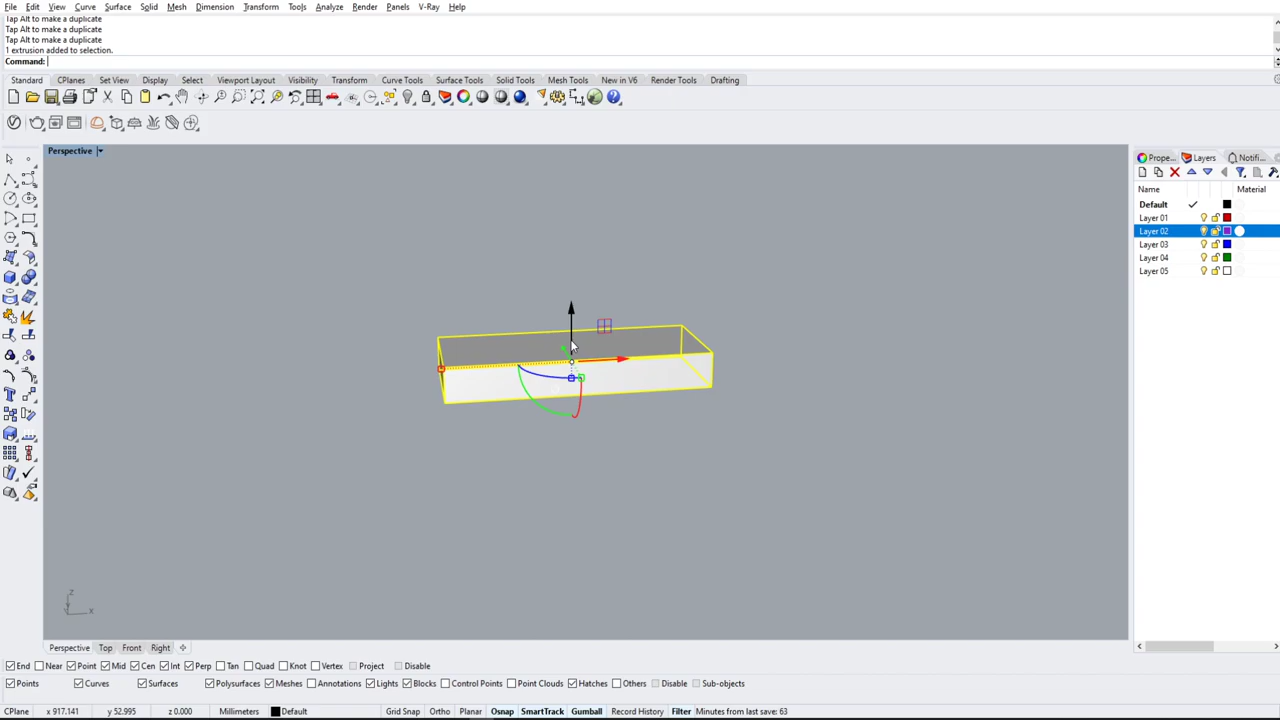 File Edit View Curve Surface Solid Mesh Dimension Transform Tools Analyze Render Panels V-Ray Help
Tap Alt to make a duplicate
Tap Alt to make a duplicate
Tap Alt to make a duplicate
1 extrusion added to selection.
Command:
Standard CPlanes Set View Display Select Viewport Layout Visibility Transform Curve Tools Surface Tools Solid Tools Mesh Tools New in V6 Render Tools Drafting
Perspective
Prope... Layers Notifi...
Name Material
Default
Layer 01
Layer 02
Layer 03
Layer 04
Layer 05
z
x
Perspective Top Front Right
End Near Point Mid Cen Int Perp Tan Quad Knot Vertex Project Disable
Points Curves Surfaces Polysurfaces Meshes Annotations Lights Blocks Control Points Point Clouds Hatches Others Disable Sub-objects
CPlane x 917.141 y 52.995 z 0.000 Millimeters Default Grid Snap Ortho Planar Osnap SmartTrack Gumball Record History Filter Minutes from last save: 63